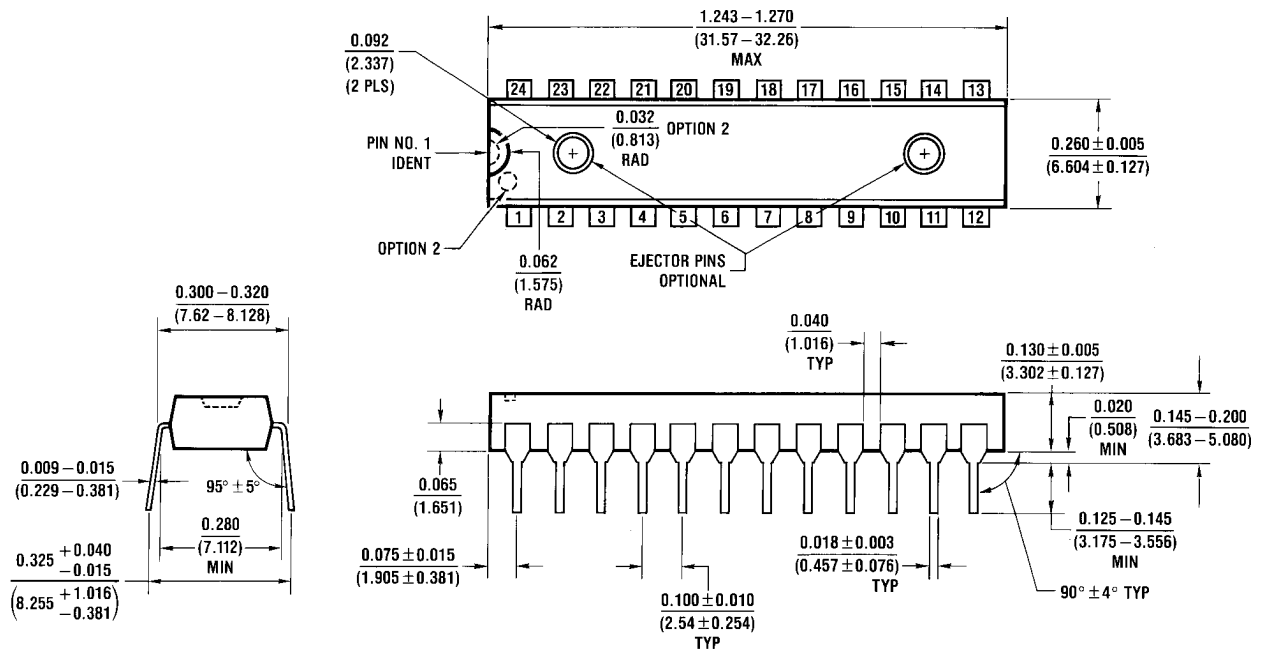 1.243–1.270
(31.57–32.26)
MAX
0.092
(2.337)
(2 PLS)
24 23 22 21 20 19 18 17 16 15 14 13
0.032
(0.813)
RAD
OPTION 2
PIN NO. 1
IDENT
0.260 ± 0.005
(6.604 ± 0.127)
1 2 3 4 5 6 7 8 9 10 11 12
OPTION 2
0.062
(1.575)
RAD
EJECTOR PINS
OPTIONAL
0.300–0.320
(7.62–8.128)
0.040
(1.016)
TYP
0.130 ± 0.005
(3.302 ± 0.127)
0.020
(0.508)
MIN
0.145–0.200
(3.683–5.080)
0.009–0.015
(0.229–0.381)
95° ± 5°
0.065
(1.651)
0.280
(7.112)
MIN
0.125–0.145
(3.175–3.556)
MIN
0.325 +0.040
−0.015
(8.255 +1.016
−0.381)
0.075 ± 0.015
(1.905 ± 0.381)
0.018 ± 0.003
(0.457 ± 0.076)
TYP
90° ± 4° TYP
0.100 ± 0.010
(2.54 ± 0.254)
TYP